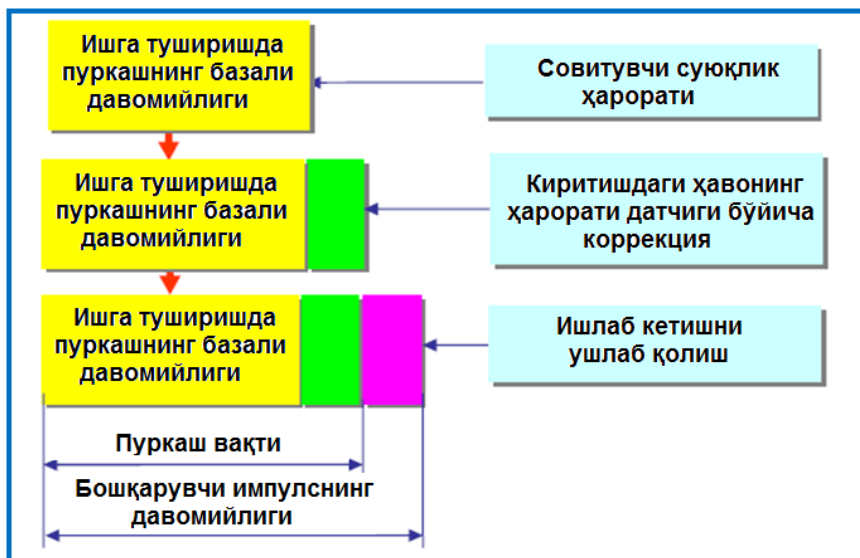 Ишга туширишда
пуркашнинг базали
давомийлиги
Совитувчи суюқлик
ҳарорати
Ишга туширишда
пуркашнинг базали
давомийлиги
Киритишдаги ҳавонинг
ҳарорати датчиги бўйича
коррекция
Ишга туширишда
пуркашнинг базали
давомийлиги
Ишлаб кетишни
ушлаб қолиш
Пуркаш вақти
Бошқарувчи импулснинг
давомийлиги